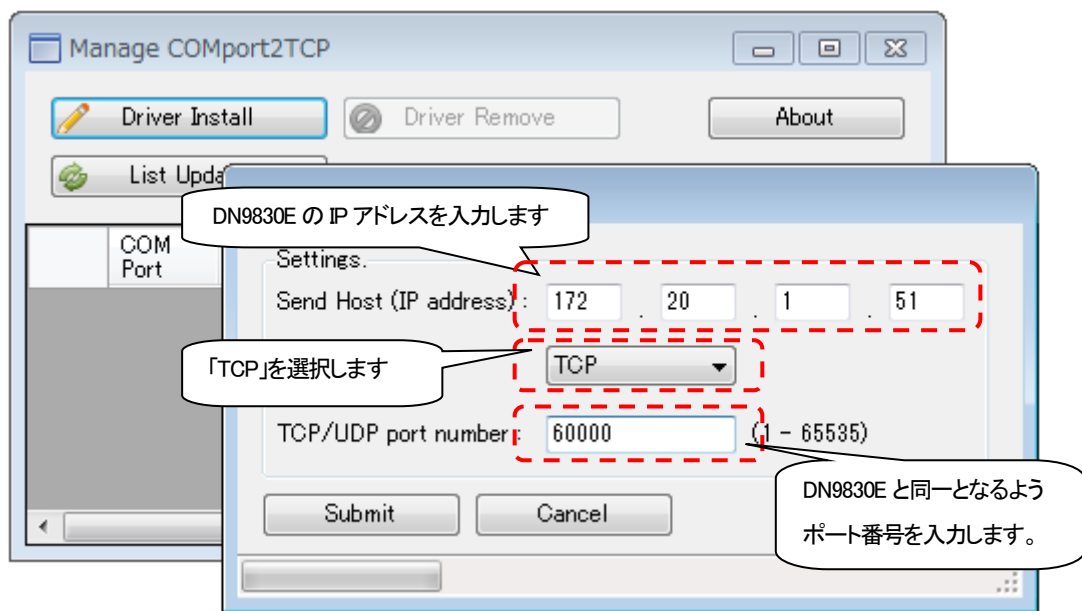 Manage COMport2TCP
Driver Install
Driver Remove
About
List Upda
DN9830E の IP アドレスを入力します
COM
Port
Settings.
Send Host (IP address) : 172 . 20 . 1 . 51
「TCP」を選択します
TCP
TCP/UDP port number : 60000 (1 - 65535)
DN9830E と同一となるよう
ポート番号を入力します。
Submit
Cancel